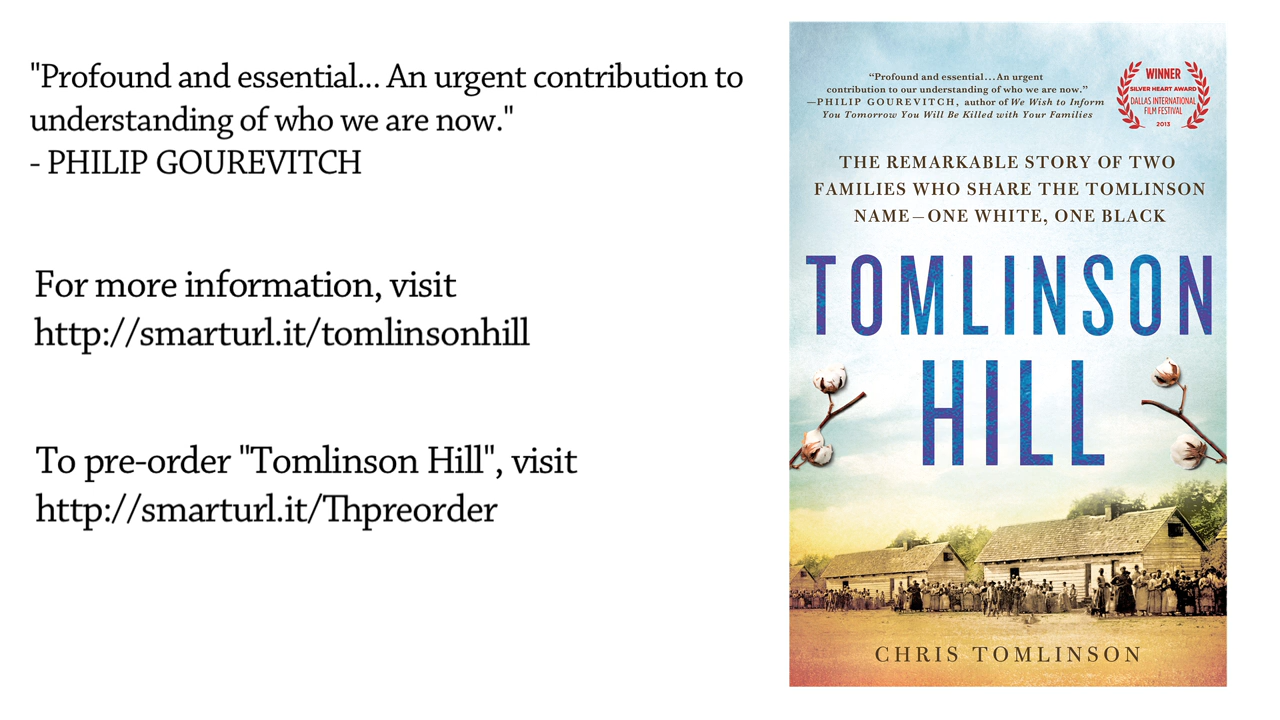 "Profound and essential... An urgent contribution to
understanding of who we are now."
- PHILIP GOUREVITCH
For more information, visit
http://smarturl.it/tomlinsonhill
To pre-order "Tomlinson Hill", visit
http://smarturl.it/Thpreorder
“Profound and essential...An urgent
contribution to our understanding of who we are now.”
—PHILIP GOUREVITCH, author of We Wish to Inform
You Tomorrow You Will Be Killed with Your Families
WINNER
SILVER HEART AWARD
DALLAS INTERNATIONAL
FILM FESTIVAL
2013
THE REMARKABLE STORY OF TWO
FAMILIES WHO SHARE THE TOMLINSON
NAME—ONE WHITE, ONE BLACK
TOMLINSON
HILL
CHRIS TOMLINSON